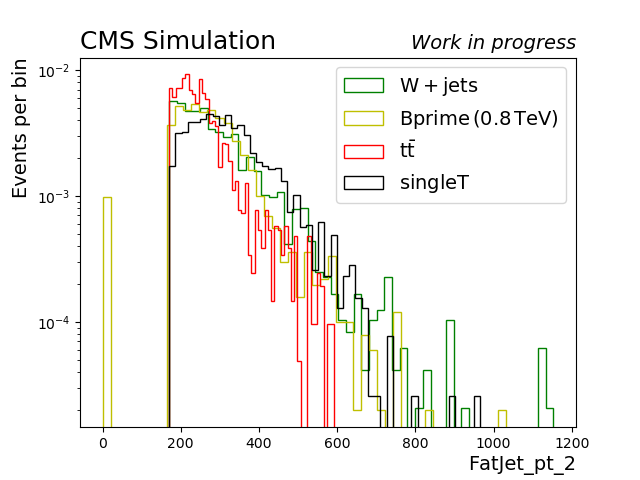 CMS Simulation Work in progress
Events per bin
10⁻²
10⁻³
10⁻⁴
W + jets
Bprime (0.8 TeV)
tt̄
singleT
0 200 400 600 800 1000 1200
FatJet_pt_2